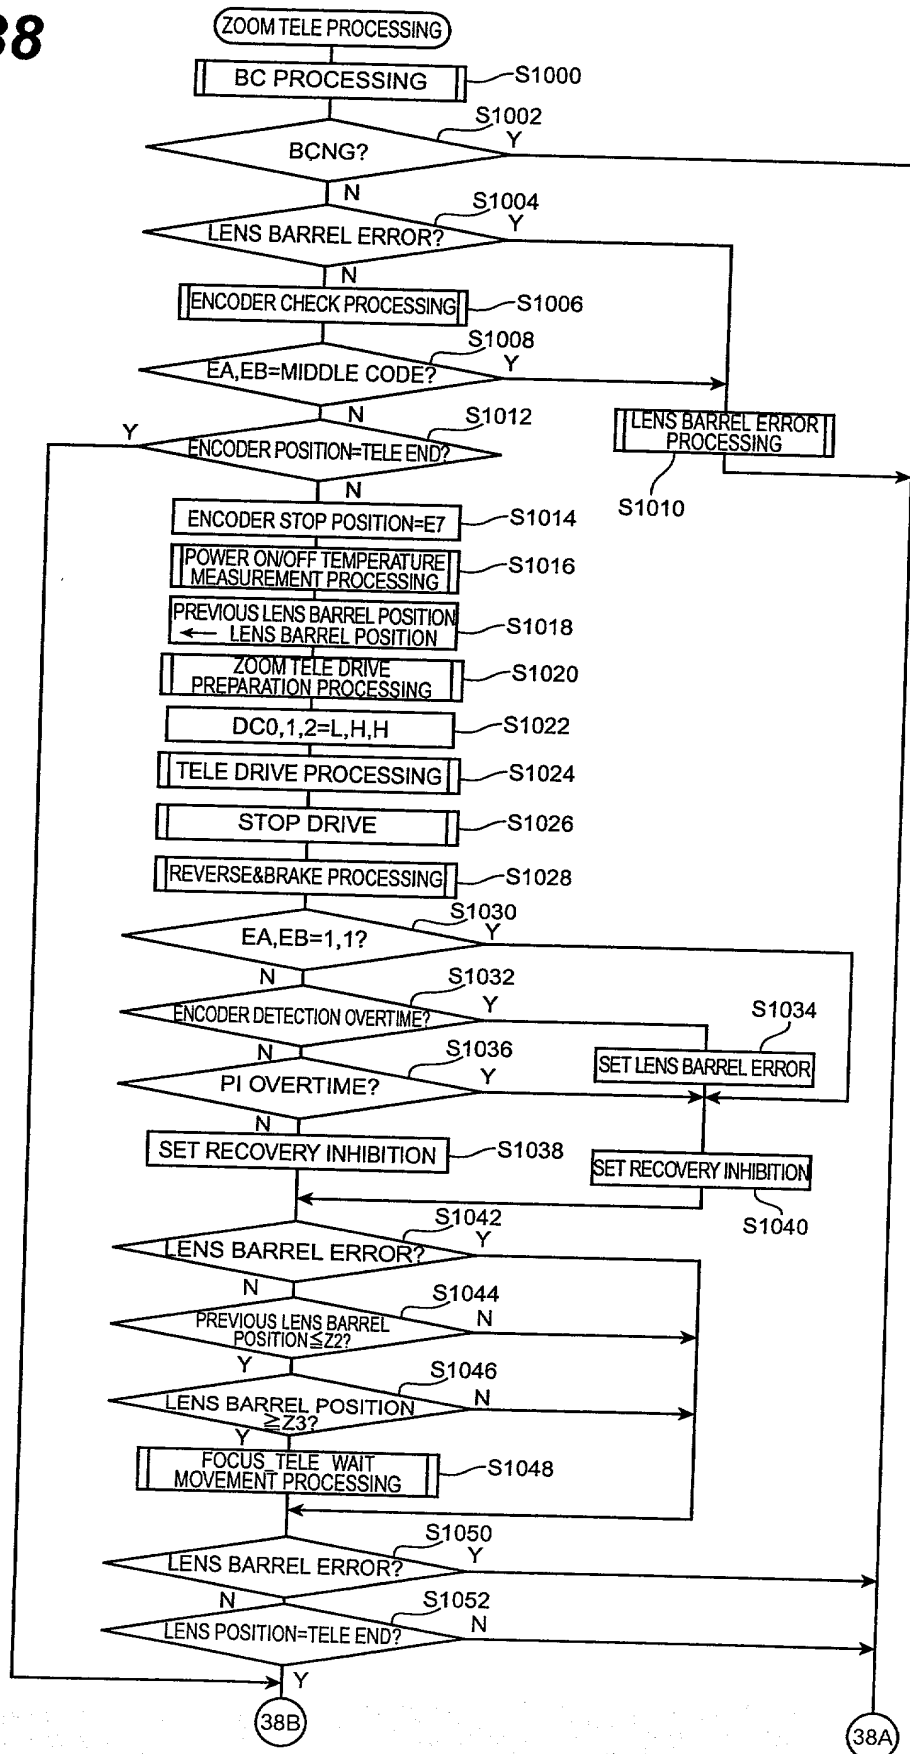 38
ZOOM TELE PROCESSING
BC PROCESSING
S1000
S1002
BCNG?
Y
N
S1004
LENS BARREL ERROR?
Y
N
ENCODER CHECK PROCESSING
S1006
S1008
EA,EB=MIDDLE CODE?
Y
N
LENS BARREL ERROR
PROCESSING
S1010
S1012
Y
ENCODER POSITION=TELE END?
N
ENCODER STOP POSITION=E7
S1014
POWER ON/OFF TEMPERATURE
MEASUREMENT PROCESSING
S1016
PREVIOUS LENS BARREL POSITION
← LENS BARREL POSITION
S1018
ZOOM TELE DRIVE
PREPARATION PROCESSING
S1020
DC0,1,2=L,H,H
S1022
TELE DRIVE PROCESSING
S1024
STOP DRIVE
S1026
REVERSE&BRAKE PROCESSING
S1028
S1030
EA,EB=1,1?
Y
N
S1032
ENCODER DETECTION OVERTIME?
Y
N
S1034
SET LENS BARREL ERROR
S1036
PI OVERTIME?
Y
N
SET RECOVERY INHIBITION
S1038
SET RECOVERY INHIBITION
S1040
S1042
LENS BARREL ERROR?
Y
N
S1044
PREVIOUS LENS BARREL
POSITION≦Z2?
N
Y
S1046
LENS BARREL POSITION
≧Z3?
N
Y
FOCUS_TELE WAIT
MOVEMENT PROCESSING
S1048
S1050
LENS BARREL ERROR?
Y
N
S1052
LENS POSITION=TELE END?
N
Y
38B
38A